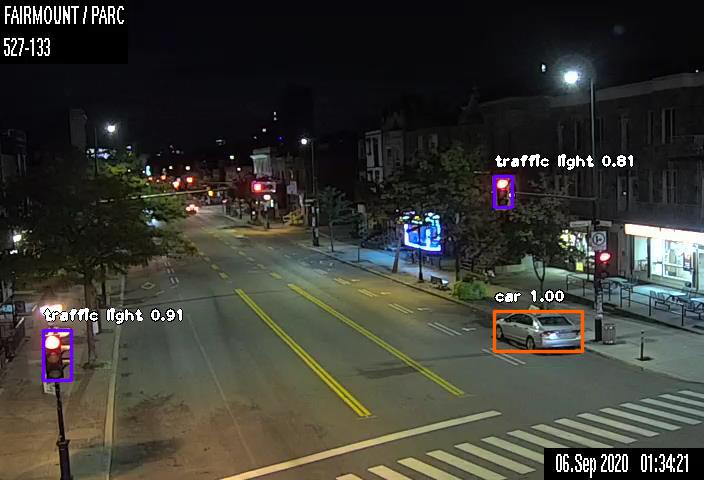 FAIRMOUNT / PARC
527-133
traffic light 0.81
car 1.00
traffic light 0.91
06.Sep 2020 01:34:21